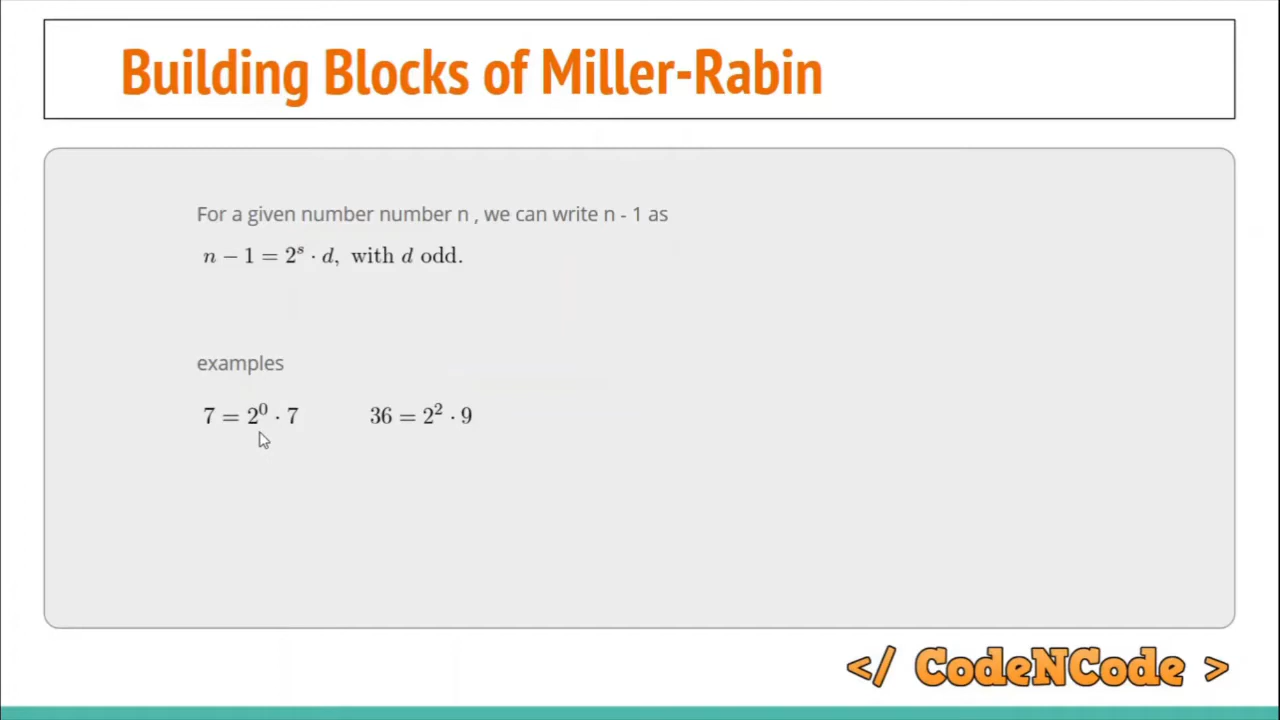 Building Blocks of Miller-Rabin
For a given number number n , we can write n - 1 as
n − 1 = 2^s · d, with d odd.
examples
7 = 2^0 · 7 36 = 2^2 · 9
</ CodeNCode >